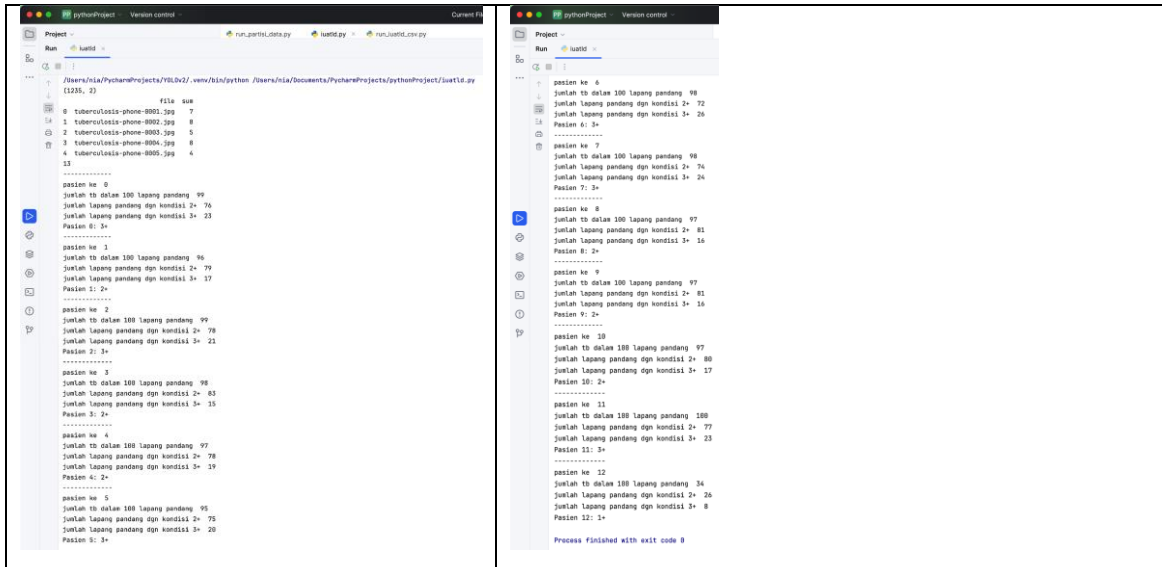 pythonProject Version control
Current Fil
Project
run_partisi_data.py iuatld.py run_iuatld_csv.py
Run iuatld
/Users/nia/PycharmProjects/YOLOv2/.venv/bin/python /Users/nia/Documents/PycharmProjects/pythonProject/iuatld.py
(1235, 2)
file sum
0 tuberculosis-phone-0001.jpg 7
1 tuberculosis-phone-0002.jpg 8
2 tuberculosis-phone-0003.jpg 5
3 tuberculosis-phone-0004.jpg 8
4 tuberculosis-phone-0005.jpg 4
13
-------------
pasien ke 0
jumlah tb dalam 100 lapang pandang 99
jumlah lapang pandang dgn kondisi 2+ 76
jumlah lapang pandang dgn kondisi 3+ 23
Pasien 0: 3+
-------------
pasien ke 1
jumlah tb dalam 100 lapang pandang 96
jumlah lapang pandang dgn kondisi 2+ 79
jumlah lapang pandang dgn kondisi 3+ 17
Pasien 1: 2+
-------------
pasien ke 2
jumlah tb dalam 100 lapang pandang 99
jumlah lapang pandang dgn kondisi 2+ 78
jumlah lapang pandang dgn kondisi 3+ 21
Pasien 2: 3+
-------------
pasien ke 3
jumlah tb dalam 100 lapang pandang 98
jumlah lapang pandang dgn kondisi 2+ 83
jumlah lapang pandang dgn kondisi 3+ 15
Pasien 3: 2+
-------------
pasien ke 4
jumlah tb dalam 100 lapang pandang 97
jumlah lapang pandang dgn kondisi 2+ 78
jumlah lapang pandang dgn kondisi 3+ 19
Pasien 4: 2+
-------------
pasien ke 5
jumlah tb dalam 100 lapang pandang 95
jumlah lapang pandang dgn kondisi 2+ 75
jumlah lapang pandang dgn kondisi 3+ 20
Pasien 5: 3+
pythonProject Version control
Project
Run iuatld
pasien ke 6
jumlah tb dalam 100 lapang pandang 98
jumlah lapang pandang dgn kondisi 2+ 72
jumlah lapang pandang dgn kondisi 3+ 26
Pasien 6: 3+
-------------
pasien ke 7
jumlah tb dalam 100 lapang pandang 98
jumlah lapang pandang dgn kondisi 2+ 74
jumlah lapang pandang dgn kondisi 3+ 24
Pasien 7: 3+
-------------
pasien ke 8
jumlah tb dalam 100 lapang pandang 97
jumlah lapang pandang dgn kondisi 2+ 81
jumlah lapang pandang dgn kondisi 3+ 16
Pasien 8: 2+
-------------
pasien ke 9
jumlah tb dalam 100 lapang pandang 97
jumlah lapang pandang dgn kondisi 2+ 81
jumlah lapang pandang dgn kondisi 3+ 16
Pasien 9: 2+
-------------
pasien ke 10
jumlah tb dalam 100 lapang pandang 97
jumlah lapang pandang dgn kondisi 2+ 80
jumlah lapang pandang dgn kondisi 3+ 17
Pasien 10: 2+
-------------
pasien ke 11
jumlah tb dalam 100 lapang pandang 100
jumlah lapang pandang dgn kondisi 2+ 77
jumlah lapang pandang dgn kondisi 3+ 23
Pasien 11: 3+
-------------
pasien ke 12
jumlah tb dalam 100 lapang pandang 34
jumlah lapang pandang dgn kondisi 2+ 26
jumlah lapang pandang dgn kondisi 3+ 8
Pasien 12: 1+
Process finished with exit code 0